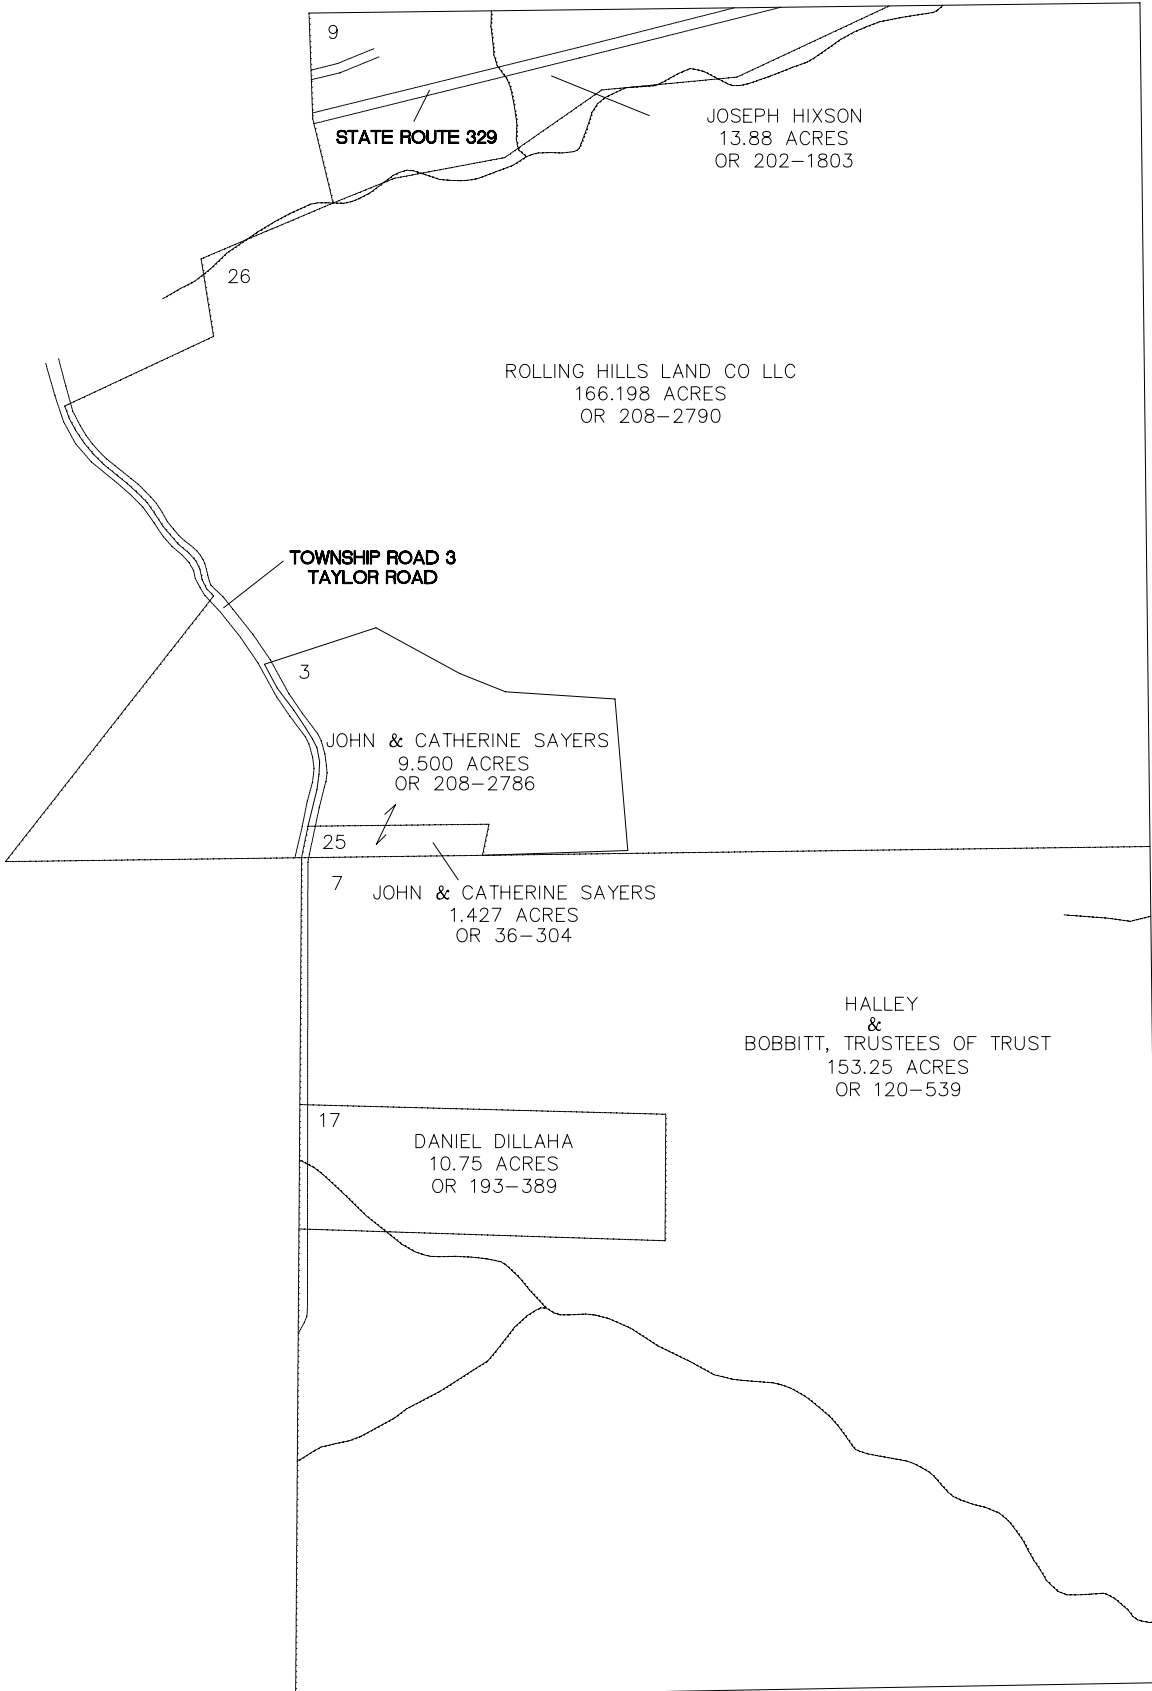 9
STATE ROUTE 329
JOSEPH HIXSON
13.88 ACRES
OR 202-1803
26
ROLLING HILLS LAND CO LLC
166.198 ACRES
OR 208-2790
TOWNSHIP ROAD 3
TAYLOR ROAD
3
JOHN & CATHERINE SAYERS
9.500 ACRES
OR 208-2786
25
7
JOHN & CATHERINE SAYERS
1.427 ACRES
OR 36-304
HALLEY
&
BOBBITT, TRUSTEES OF TRUST
153.25 ACRES
OR 120-539
17
DANIEL DILLAHA
10.75 ACRES
OR 193-389